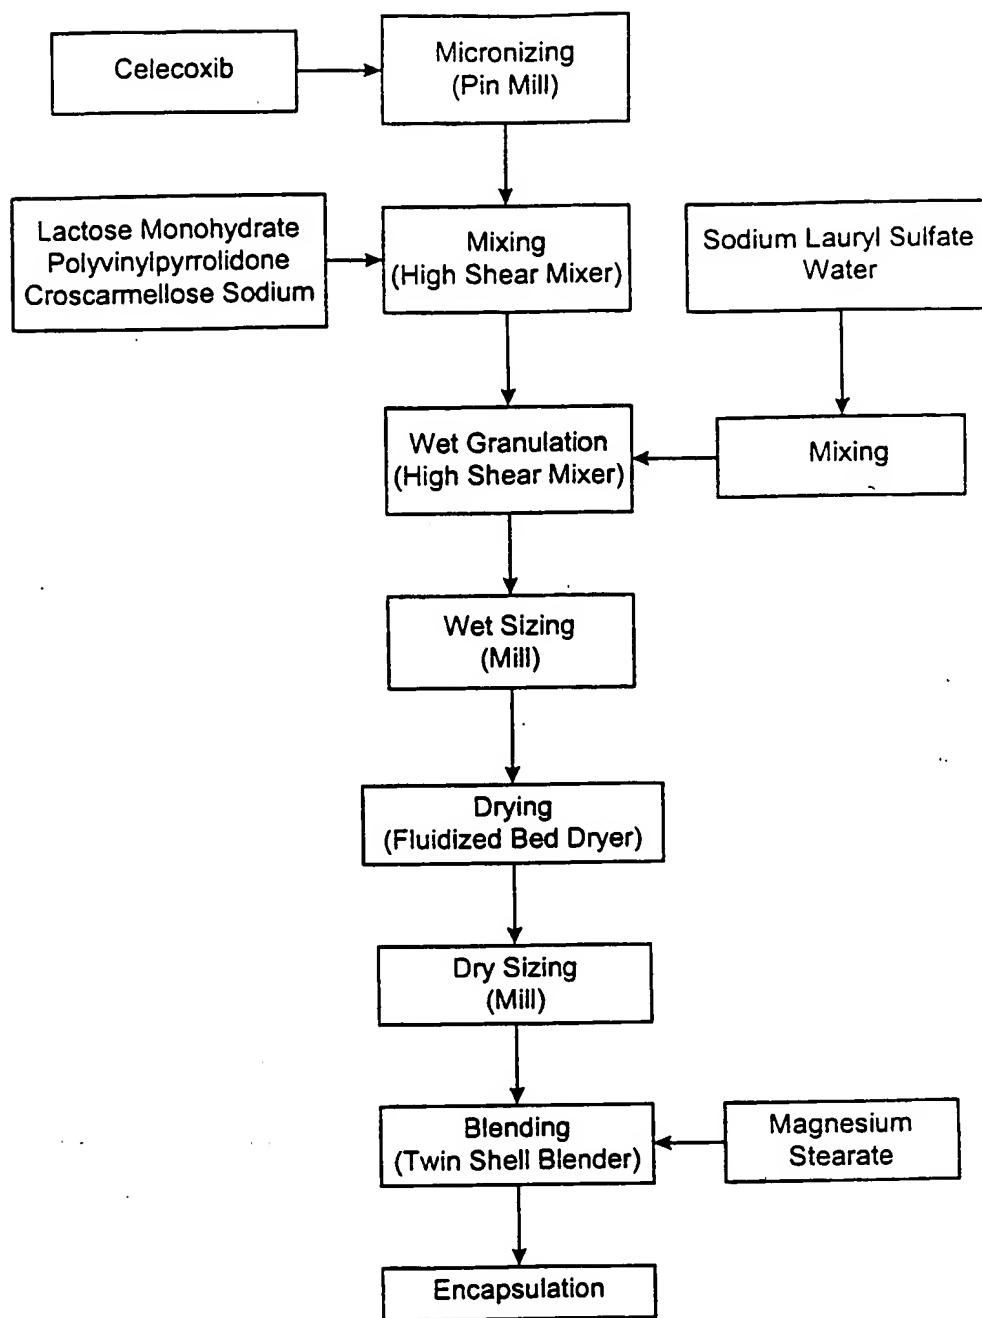 Celecoxib
Micronizing
(Pin Mill)
Lactose Monohydrate
Polyvinylpyrrolidone
Croscarmellose Sodium
Mixing
(High Shear Mixer)
Sodium Lauryl Sulfate
Water
Wet Granulation
(High Shear Mixer)
Mixing
Wet Sizing
(Mill)
Drying
(Fluidized Bed Dryer)
Dry Sizing
(Mill)
Blending
(Twin Shell Blender)
Magnesium
Stearate
Encapsulation